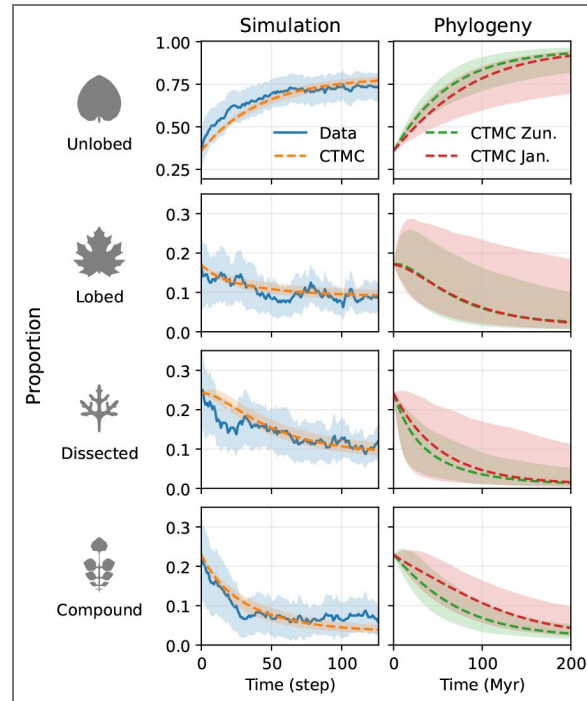 Simulation Phylogeny
1.00
0.75
0.50
0.25
Unlobed
Data
CTMC
CTMC Zun.
CTMC Jan.
0.3
0.2
0.1
0.0
Lobed
Proportion
0.3
0.2
0.1
0.0
Dissected
0.3
0.2
0.1
0.0
Compound
0 50 100 0 100 200
Time (step) Time (Myr)